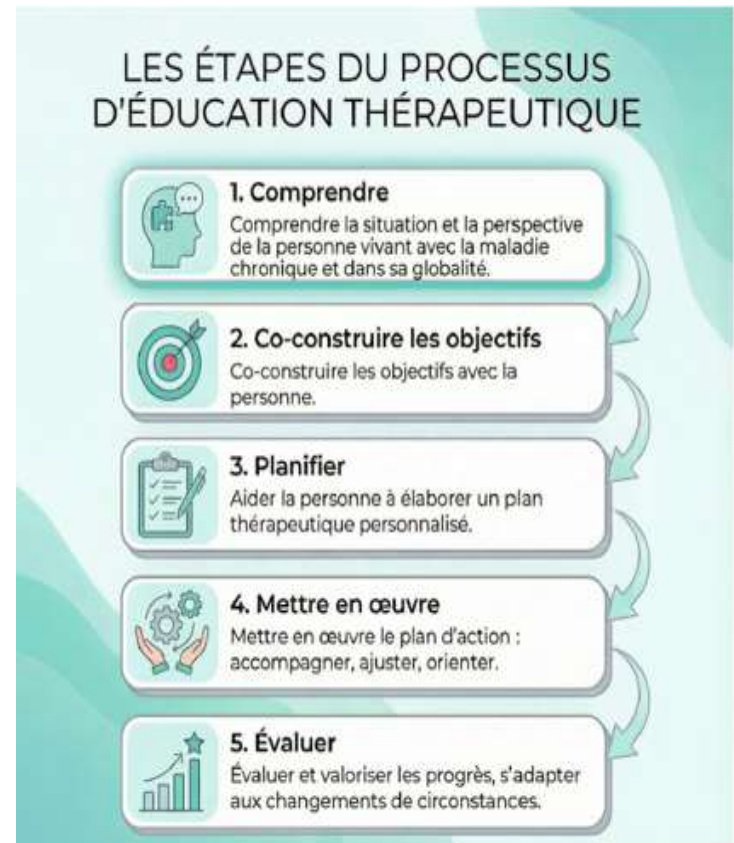 LES ÉTAPES DU PROCESSUS
D'ÉDUCATION THÉRAPEUTIQUE
1. Comprendre
Comprendre la situation et la perspective
de la personne vivant avec la maladie
chronique et dans sa globalité.
2. Co-construire les objectifs
Co-construire les objectifs avec la
personne.
3. Planifier
Aider la personne à élaborer un plan
thérapeutique personnalisé.
4. Mettre en œuvre
Mettre en œuvre le plan d'action :
accompagner, ajuster, orienter.
5. Évaluer
Évaluer et valoriser les progrès, s'adapter
aux changements de circonstances.